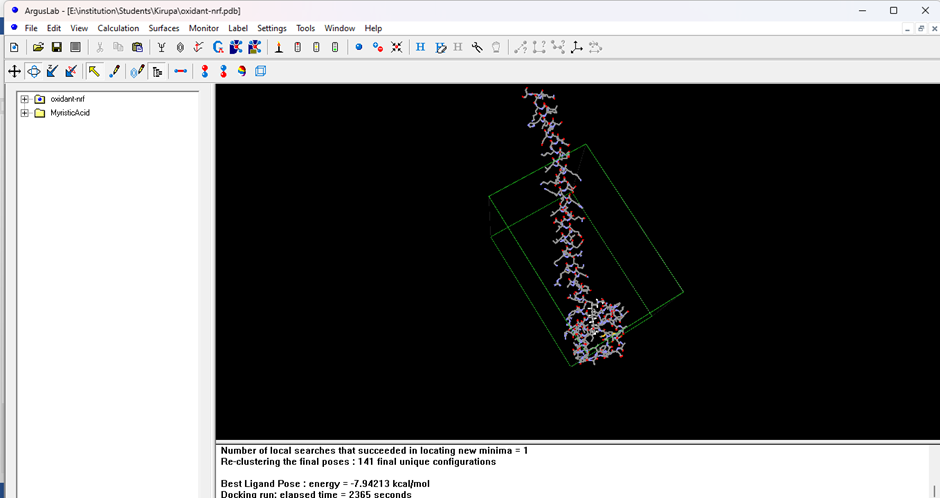 ArgusLab - [E:\institution\Students\Kirupa\oxidant-nrf.pdb]
File Edit View Calculation Surfaces Monitor Label Settings Tools Window Help
oxidant-nrf
MyristicAcid
Number of local searches that succeeded in locating new minima = 1
Re-clustering the final poses : 141 final unique configurations
Best Ligand Pose : energy = -7.94213 kcal/mol
Docking run: elapsed time = 2365 seconds